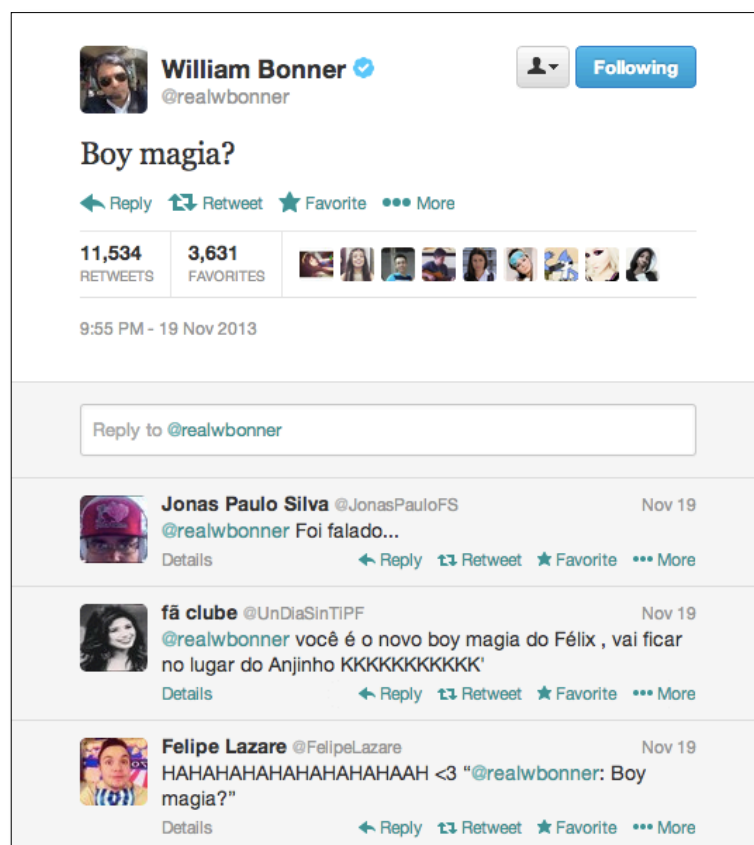 William Bonner
Following
@realwbonner
Boy magia?
Reply Retweet Favorite More
11,534 3,631
RETWEETS FAVORITES
9:55 PM - 19 Nov 2013
Reply to @realwbonner
Jonas Paulo Silva @JonasPauloFS Nov 19
@realwbonner Foi falado...
Details Reply Retweet Favorite More
fã clube @UnDiaSinTiPF Nov 19
@realwbonner você é o novo boy magia do Félix , vai ficar
no lugar do Anjinho KKKKKKKKKKK'
Details Reply Retweet Favorite More
Felipe Lazare @FelipeLazare Nov 19
HAHAHAHAHAHAHAHAHAAH <3 “@realwbonner: Boy
magia?”
Details Reply Retweet Favorite More